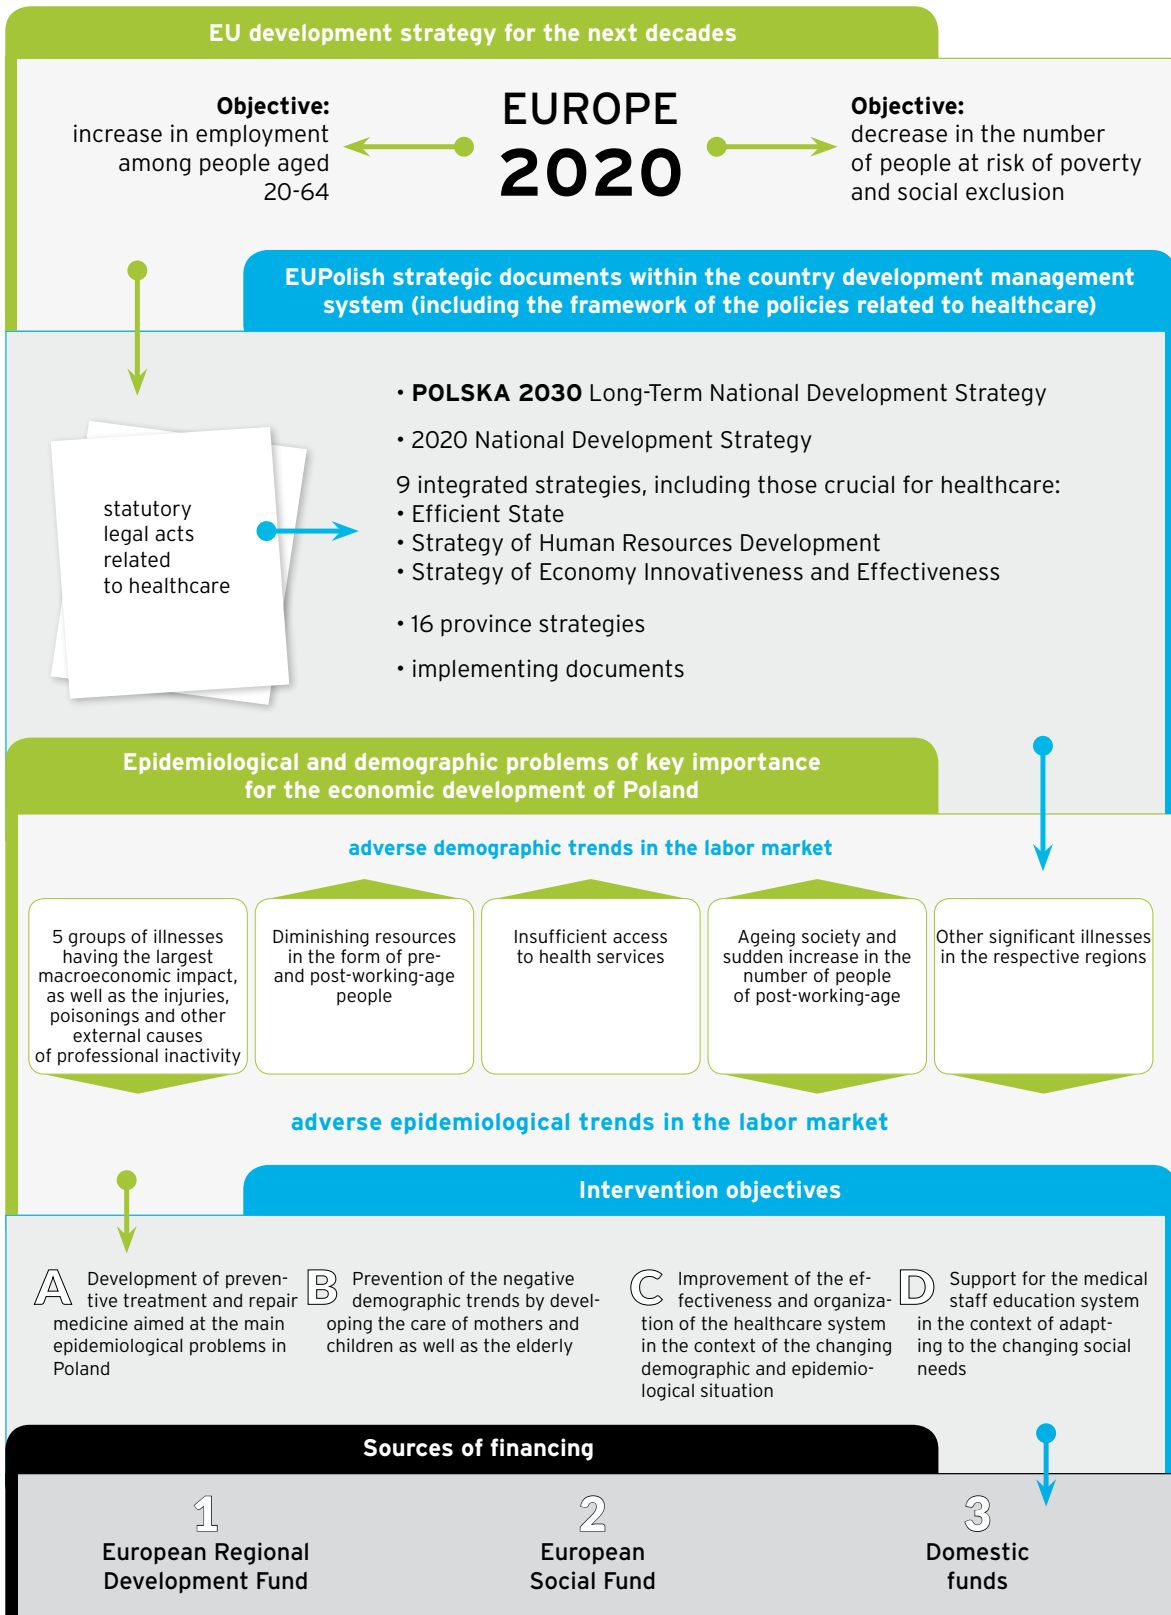 EU development strategy for the next decades
Objective:
increase in employment
among people aged
20-64
EUROPE
2020
Objective:
decrease in the number
of people at risk of poverty
and social exclusion
EUPolish strategic documents within the country development management
system (including the framework of the policies related to healthcare)
statutory
legal acts
related
to healthcare
• POLSKA 2030 Long-Term National Development Strategy
• 2020 National Development Strategy
9 integrated strategies, including those crucial for healthcare:
• Efficient State
• Strategy of Human Resources Development
• Strategy of Economy Innovativeness and Effectiveness
• 16 province strategies
• implementing documents
Epidemiological and demographic problems of key importance
for the economic development of Poland
adverse demographic trends in the labor market
5 groups of illnesses
having the largest
macroeconomic impact,
as well as the injuries,
poisonings and other
external causes
of professional inactivity
Diminishing resources
in the form of pre-
and post-working-age
people
Insufficient access
to health services
Ageing society and
sudden increase in the
number of people
of post-working-age
Other significant illnesses
in the respective regions
adverse epidemiological trends in the labor market
Intervention objectives
A Development of preven-
tive treatment and repair
medicine aimed at the main
epidemiological problems in
Poland
B Prevention of the negative
demographic trends by devel-
oping the care of mothers and
children as well as the elderly
C Improvement of the ef-
fectiveness and organiza-
tion of the healthcare system
in the context of the changing
demographic and epidemio-
logical situation
D Support for the medical
staff education system
in the context of adapt-
ing to the changing social
needs
Sources of financing
1
European Regional
Development Fund
2
European
Social Fund
3
Domestic
funds